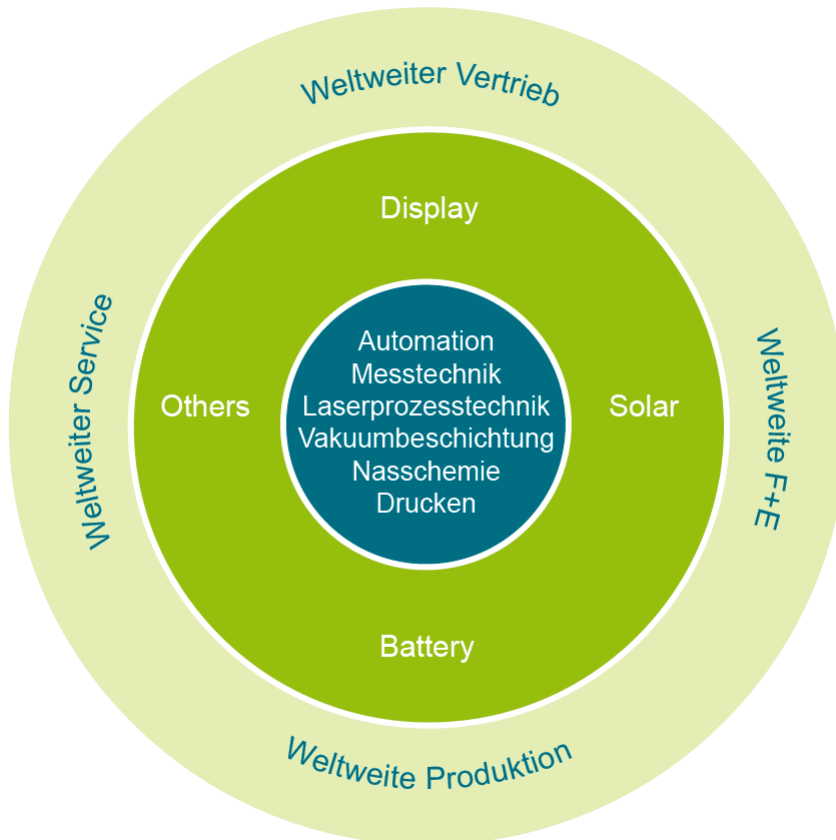 Weltweiter Vertrieb
Display
Automation
Messtechnik
Laserprozesstechnik
Vakuumbeschichtung
Nasschemie
Drucken
Others
Solar
Battery
Weltweiter Service
Weltweite F+E
Weltweite Produktion